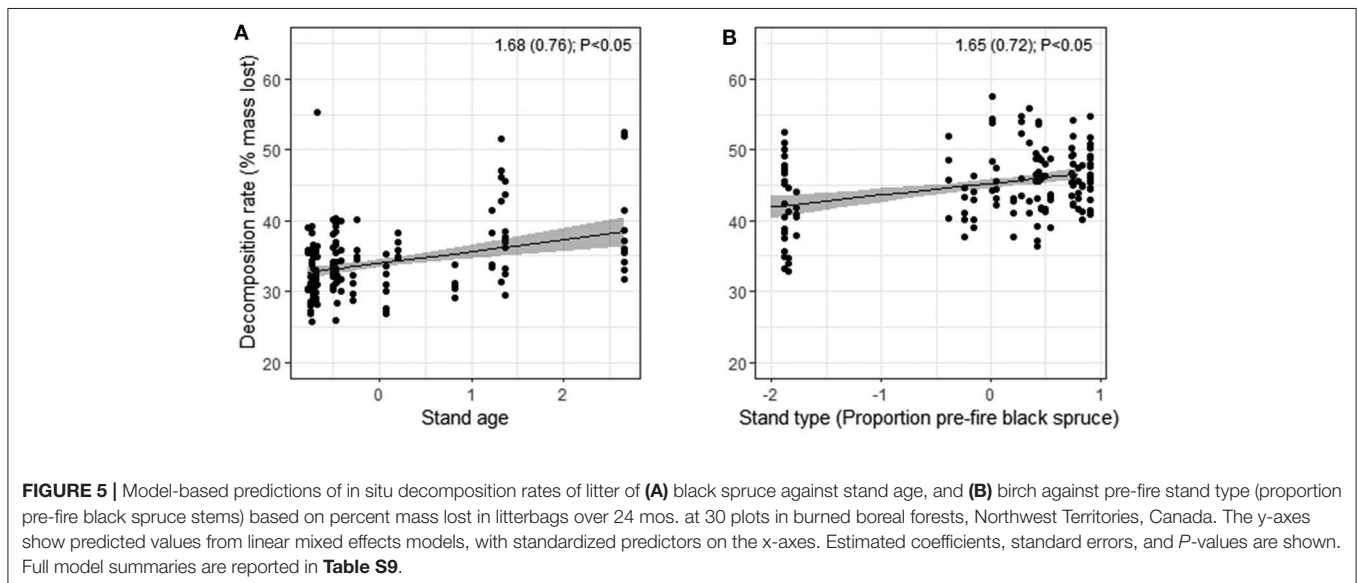 A
1.68 (0.76); P<0.05
60
50
40
30
20
Decomposition rate (% mass lost)
0
1
2
Stand age
B
1.65 (0.72); P<0.05
60
50
40
30
20
-2
-1
0
1
Stand type (Proportion pre-fire black spruce)
FIGURE 5 | Model-based predictions of in situ decomposition rates of litter of (A) black spruce against stand age, and (B) birch against pre-fire stand type (proportion
pre-fire black spruce stems) based on percent mass lost in litterbags over 24 mos. at 30 plots in burned boreal forests, Northwest Territories, Canada. The y-axes
show predicted values from linear mixed effects models, with standardized predictors on the x-axes. Estimated coefficients, standard errors, and P-values are shown.
Full model summaries are reported in Table S9.